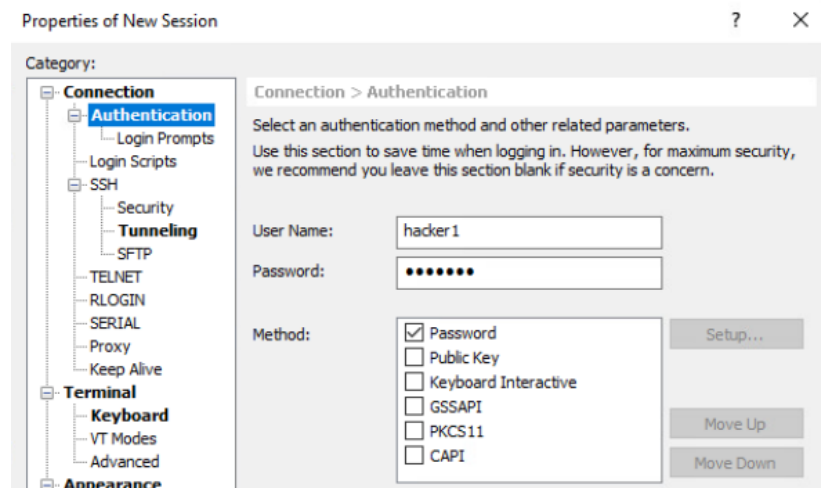 Properties of New Session
? ×
Category:
Connection
Authentication
Login Prompts
Login Scripts
SSH
Security
Tunneling
SFTP
TELNET
RLOGIN
SERIAL
Proxy
Keep Alive
Terminal
Keyboard
VT Modes
Advanced
Appearance
Connection > Authentication
Select an authentication method and other related parameters.
Use this section to save time when logging in. However, for maximum security,
we recommend you leave this section blank if security is a concern.
User Name: hacker1
Password: •••••••
Method:
Password
Public Key
Keyboard Interactive
GSSAPI
PKCS11
CAPI
Setup...
Move Up
Move Down